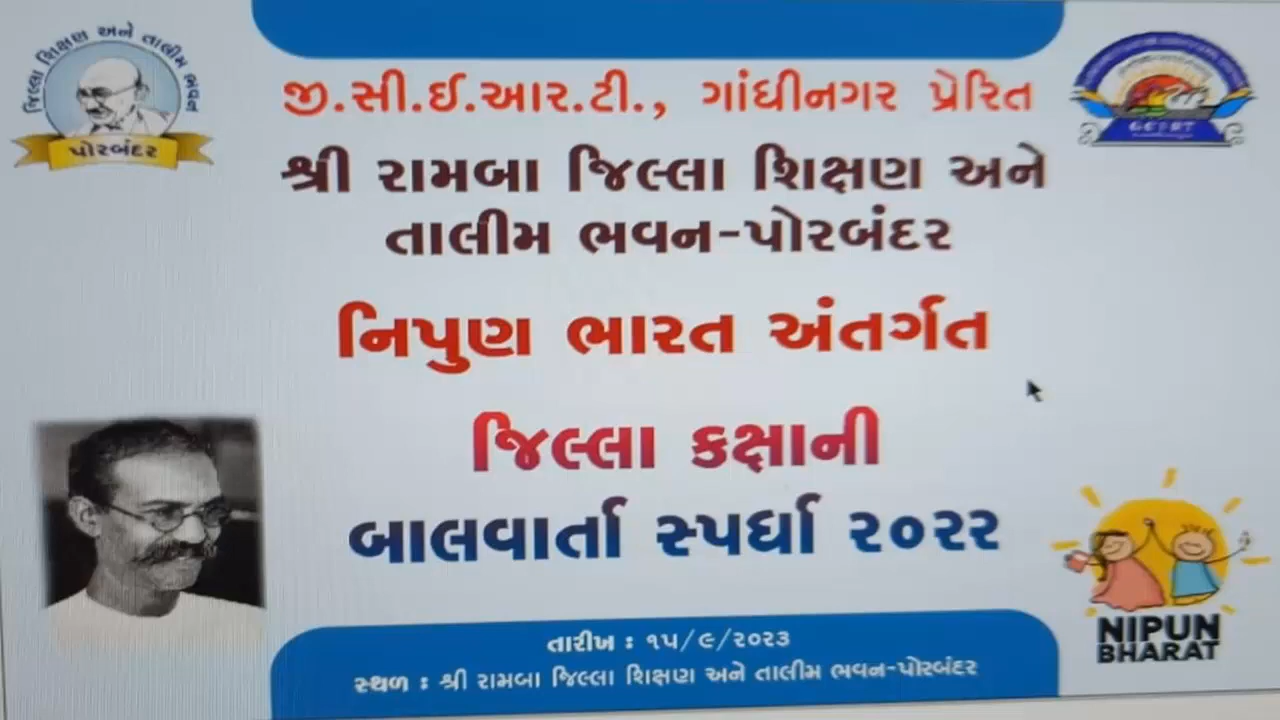 જિલ્લા શિક્ષણ અને તાલીમ ભવન
પોરબંદર
GCERT
જી.સી.ઈ.આર.ટી., ગાંધીનગર પ્રેરિત
શ્રી રામબા જિલ્લા શિક્ષણ અને
તાલીમ ભવન-પોરબંદર
નિપુણ ભારત અંતર્ગત
જિલ્લા કક્ષાની
બાલવાર્તા સ્પર્ધા ૨૦૨૨
NIPUN
BHARAT
તારીખ : ૧૫/૯/૨૦૨૩
સ્થળ : શ્રી રામબા જિલ્લા શિક્ષણ અને તાલીમ ભવન-પોરબંદર